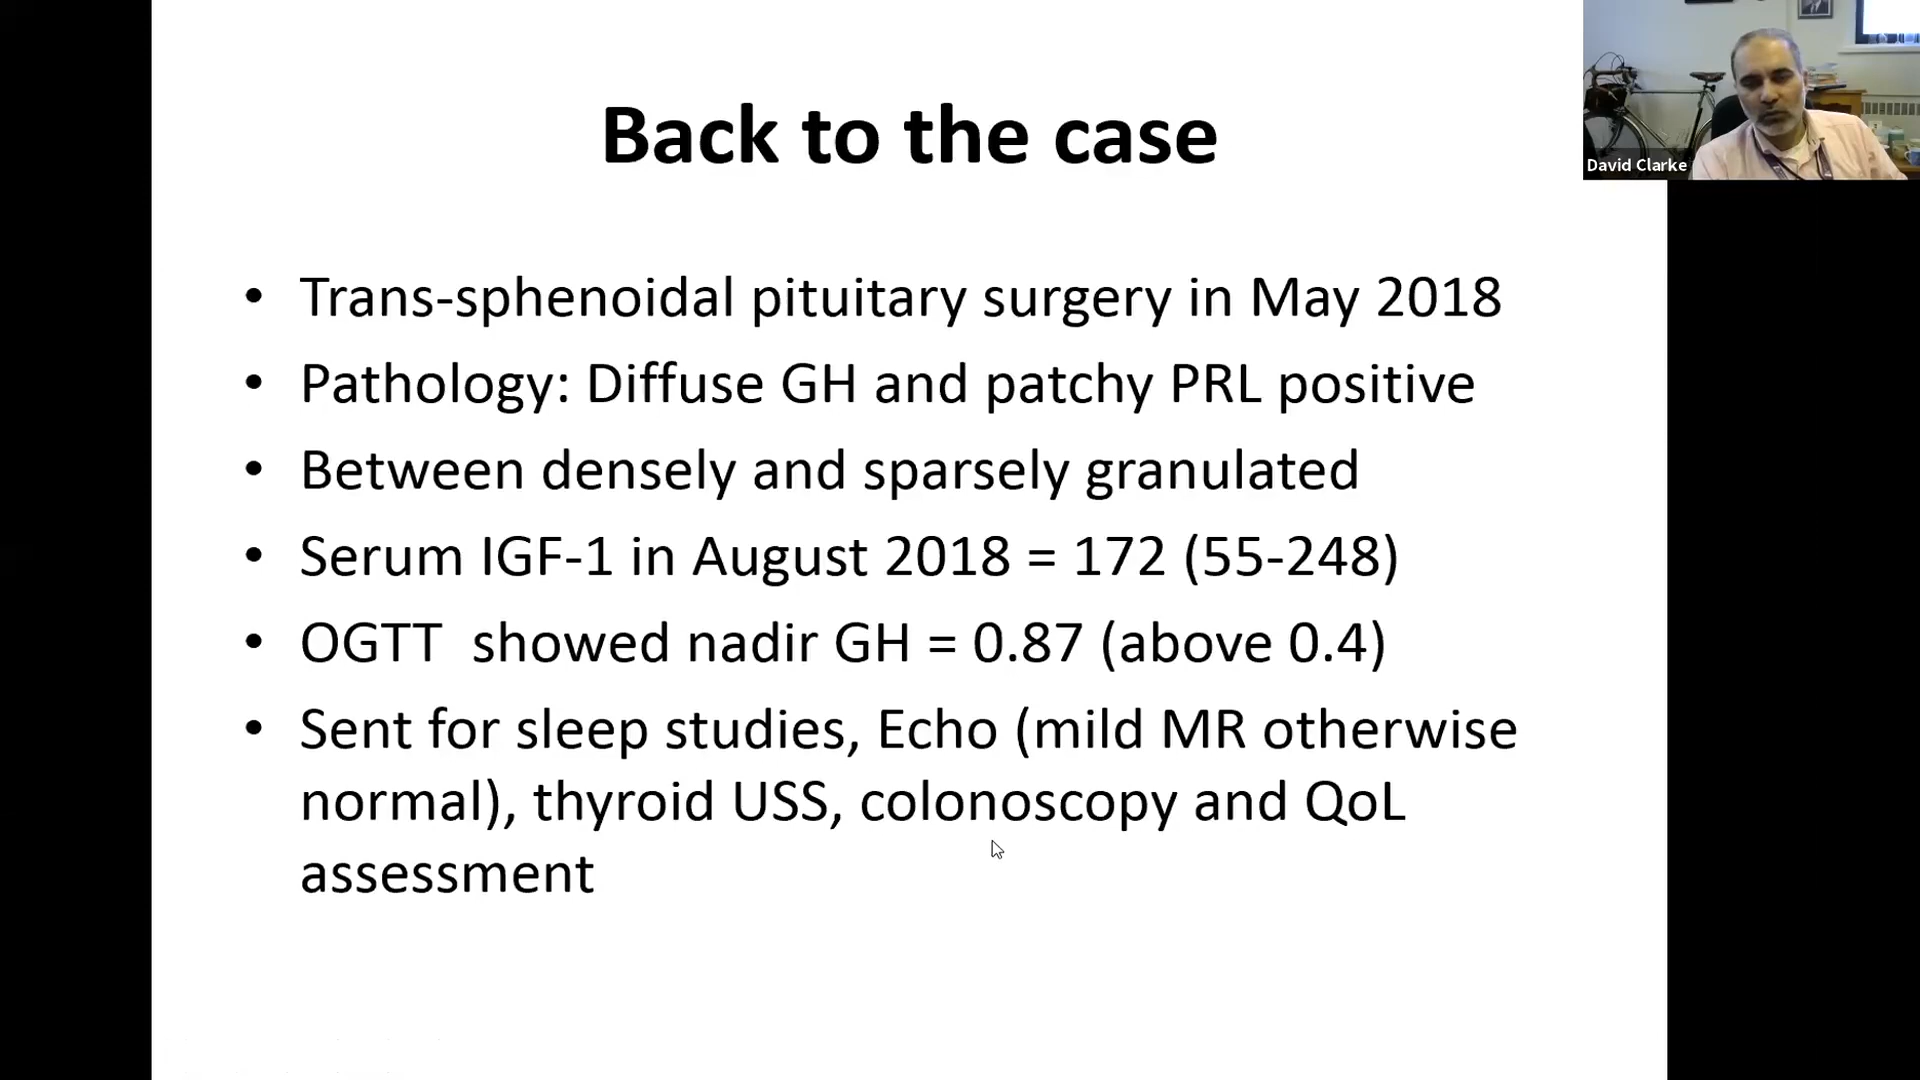 Back to the case
David Clarke
• Trans-sphenoidal pituitary surgery in May 2018
• Pathology: Diffuse GH and patchy PRL positive
• Between densely and sparsely granulated
• Serum IGF-1 in August 2018 = 172 (55-248)
• OGTT  showed nadir GH = 0.87 (above 0.4)
• Sent for sleep studies, Echo (mild MR otherwise
normal), thyroid USS, colonoscopy and QoL
assessment